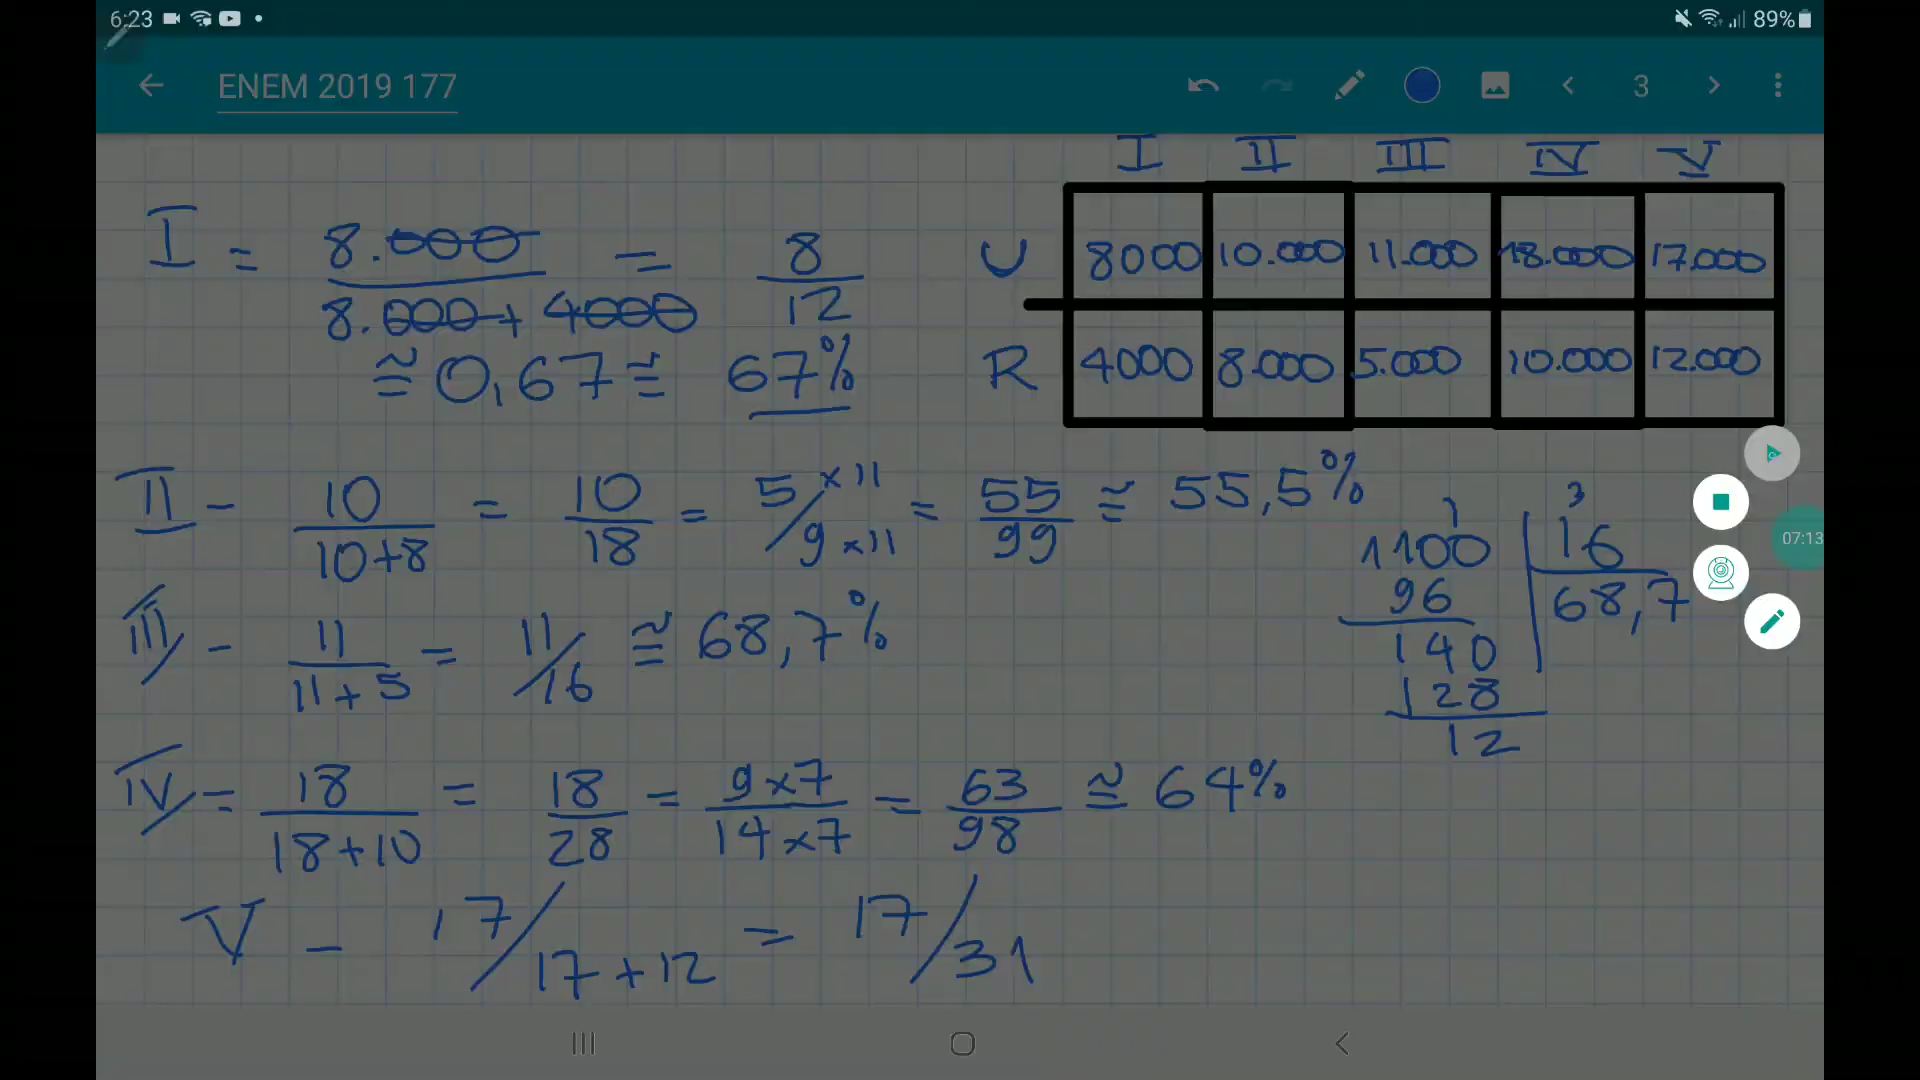 6:23 89%
ENEM 2019 177 3
I II III IV V
U 8000 10.000 11.000 18.000 17.000
R 4000 8.000 5.000 10.000 12.000
I = 8.000 / 8.000 + 4000 = 8 / 12
≅ 0,67 ≅ 67%
II - 10 / 10+8 = 10 / 18 = 5 x 11 / 9 x 11 = 55 / 99 ≅ 55,5%
III - 11 / 11 + 5 = 11/16 ≅ 68,7%
IV = 18 / 18+10 = 18 / 28 = 9 x 7 / 14 x 7 = 63 / 98 ≅ 64%
V - 17 / 17 + 12 = 17/31
1 3
1100 16
96 68,7
140
128
12
07:13